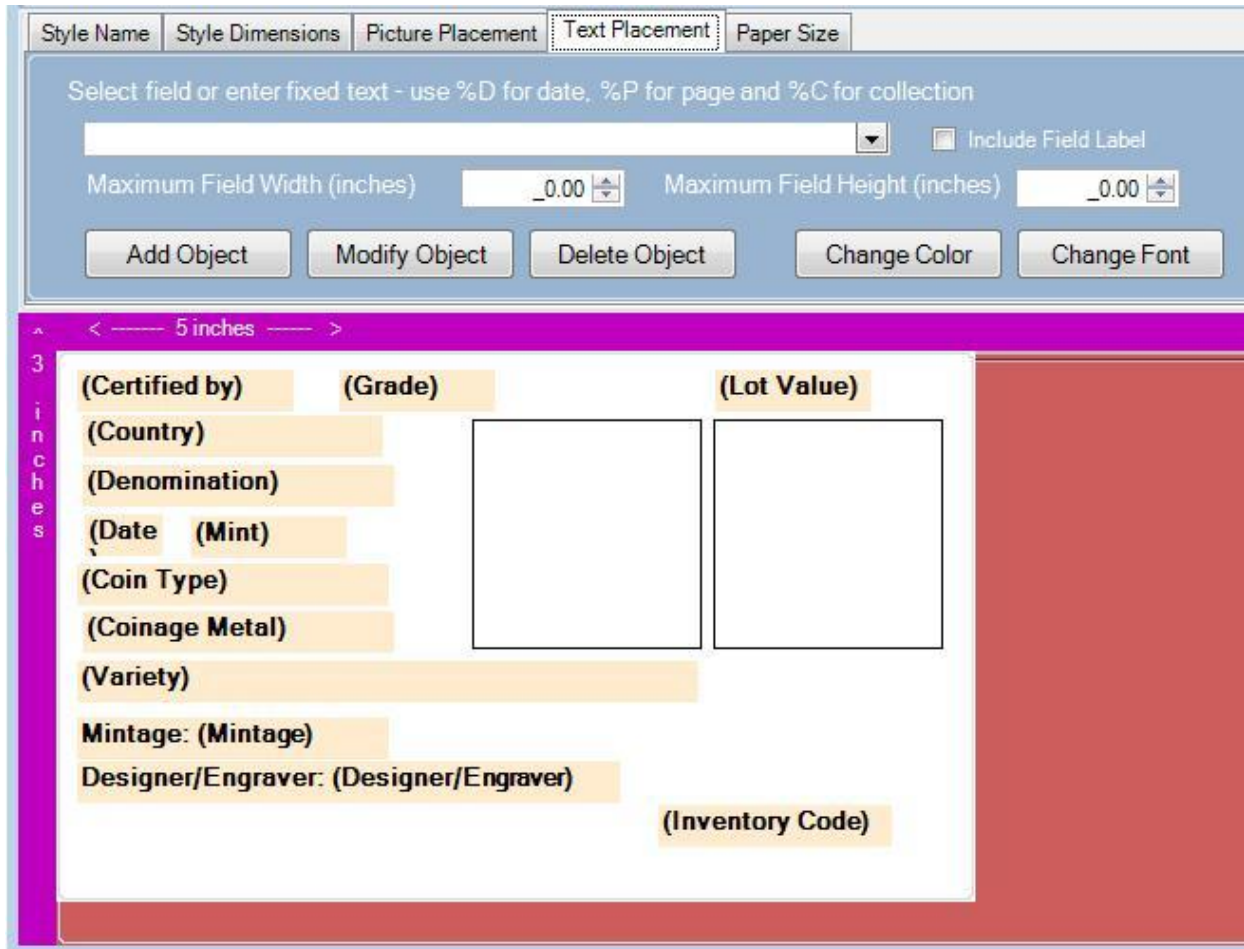 Style Name Style Dimensions Picture Placement Text Placement Paper Size
Select field or enter fixed text - use %D for date, %P for page and %C for collection
Include Field Label
Maximum Field Width (inches) _0.00 Maximum Field Height (inches) _0.00
Add Object Modify Object Delete Object Change Color Change Font
< ------- 5 inches ------ >
^ 3 inches
(Certified by) (Grade) (Lot Value)
(Country)
(Denomination)
(Date) (Mint)
(Coin Type)
(Coinage Metal)
(Variety)
Mintage: (Mintage)
Designer/Engraver: (Designer/Engraver)
(Inventory Code)